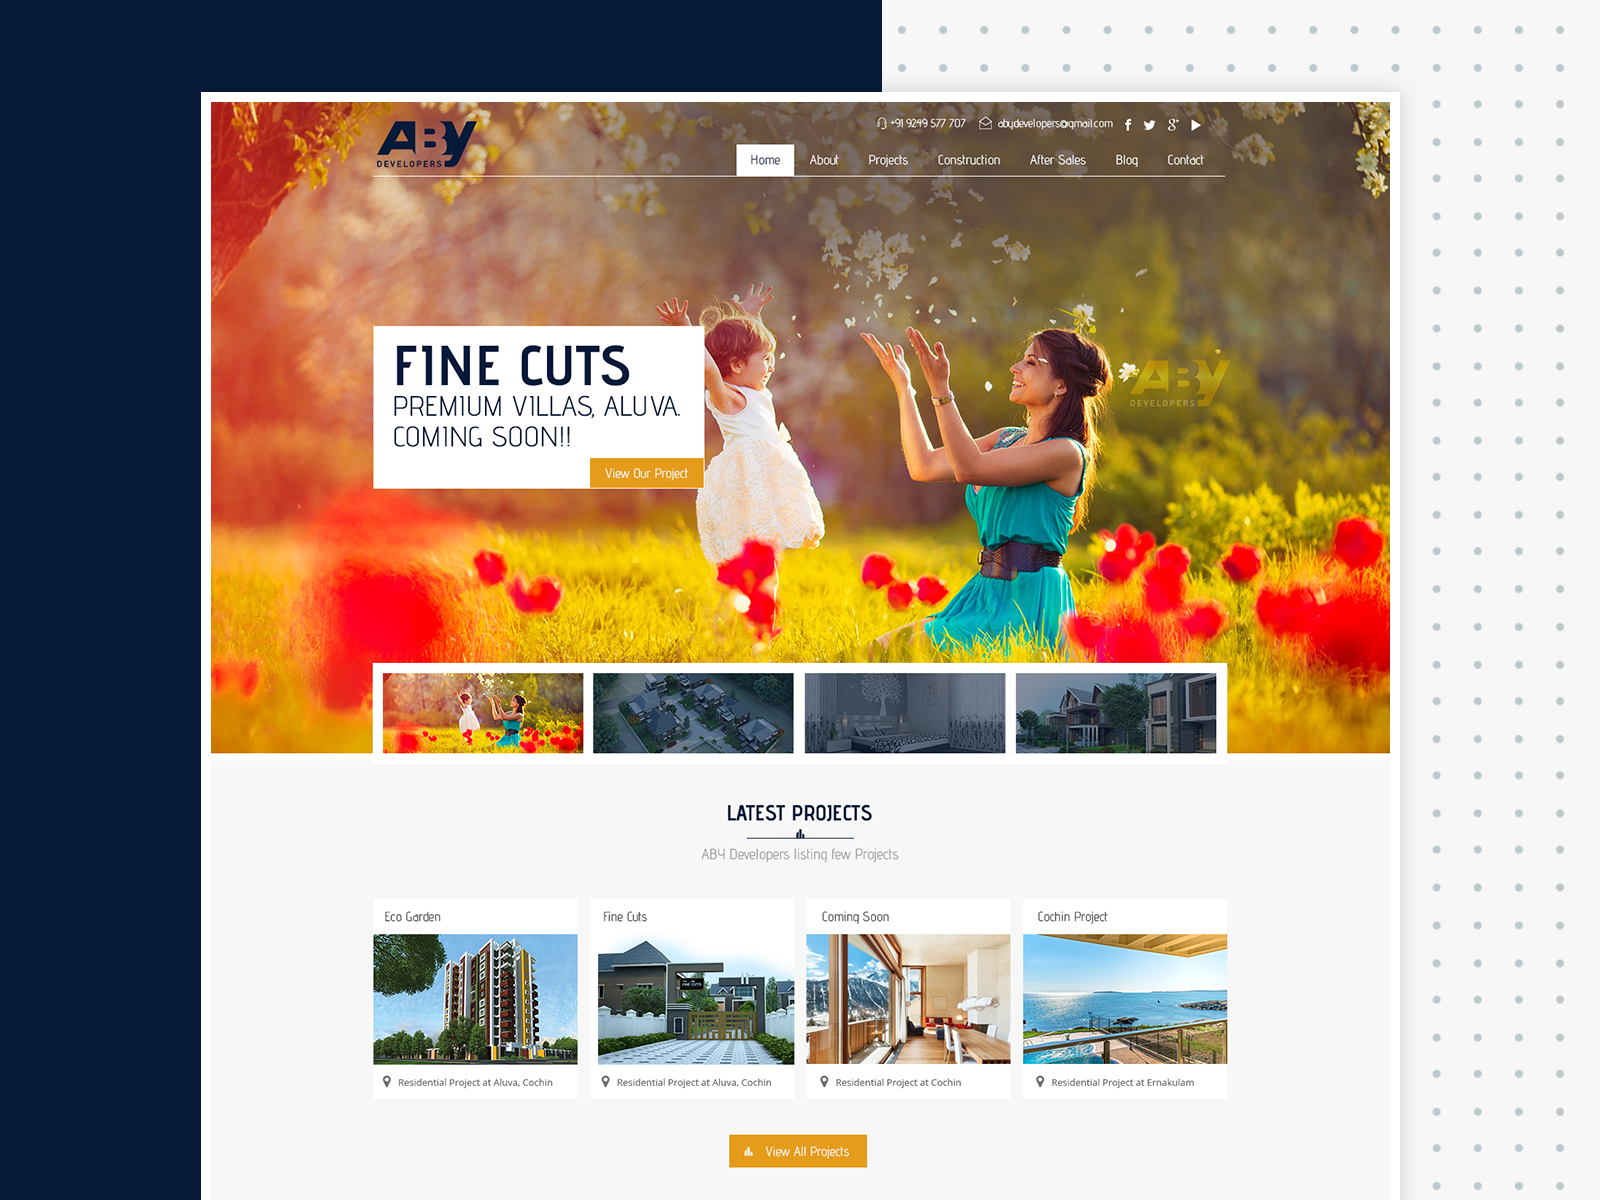 ABY
DEVELOPERS
+91 9249 577 707
abydevelopers@gmail.com
Home
About
Projects
Construction
After Sales
Blog
Contact
FINE CUTS
PREMIUM VILLAS, ALUVA.
COMING SOON!!
View Our Project
ABY
DEVELOPERS
LATEST PROJECTS
ABY Developers listing few Projects
Eco Garden
Fine Cuts
Coming Soon
Cochin Project
FINE CUTS
Residential Project at Aluva, Cochin
Residential Project at Aluva, Cochin
Residential Project at Cochin
Residential Project at Ernakulam
View All Projects